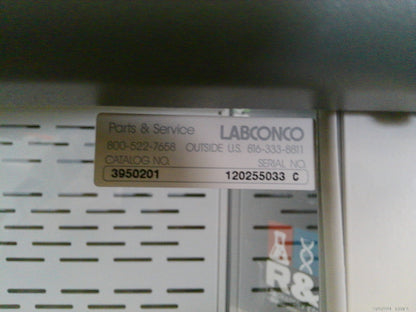 Parts & Service LABCONCO
800-522-7658 OUTSIDE U.S. 816-333-8811
CATALOG NO. SERIAL NO.
3950201 120255033 C
R&